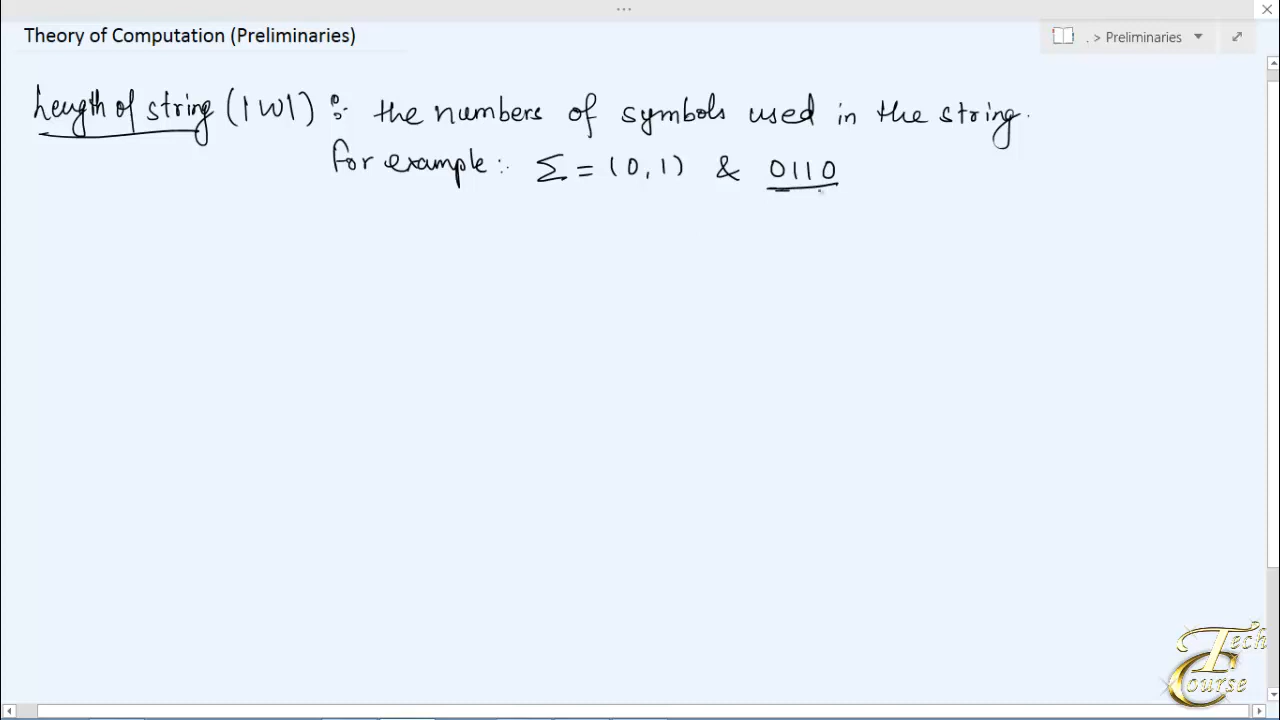 Theory of Computation (Preliminaries)
. > Preliminaries
Length of string (|W|) : the numbers of symbols used in the string.
For example :- Σ = (0,1) & 0110
Tech
Course